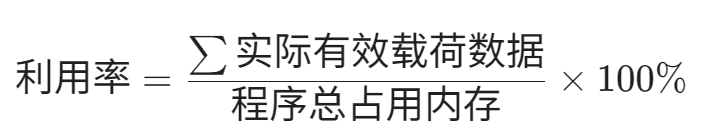 利用率 = ∑ 实际有效载荷数据 / 程序总占用内存 × 100%